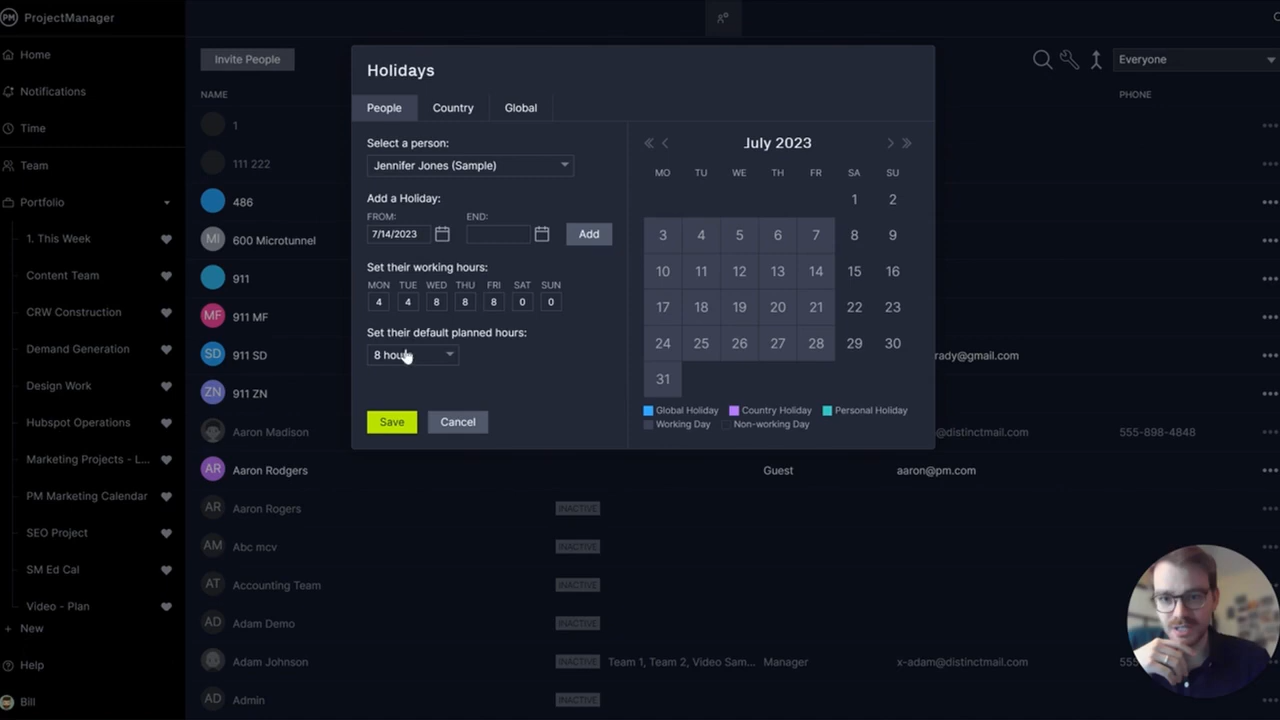 PM ProjectManager
Home
Notifications
Time
Team
Portfolio
1. This Week
Content Team
CRW Construction
Demand Generation
Design Work
Hubspot Operations
Marketing Projects - L...
PM Marketing Calendar
SEO Project
SM Ed Cal
Video - Plan
+ New
Help
Bill
Invite People
Everyone
NAME
PHONE
1
111 222
486
MI 600 Microtunnel
911
MF 911 MF
SD 911 SD rady@gmail.com
ZN 911 ZN
Aaron Madison @distinctmail.com 555-898-4848
AR Aaron Rodgers Guest aaron@pm.com
AR Aaron Rogers INACTIVE
AM Abc mcv INACTIVE
AT Accounting Team INACTIVE
AD Adam Demo INACTIVE
Adam Johnson INACTIVE Team 1, Team 2, Video Sam... Manager x-adam@distinctmail.com 555
AD Admin INACTIVE
Holidays
People Country Global
Select a person:
Jennifer Jones (Sample)
Add a Holiday:
FROM: END:
7/14/2023 Add
Set their working hours:
MON TUE WED THU FRI SAT SUN
4 4 8 8 8 0 0
Set their default planned hours:
8 hours
Save Cancel
July 2023
MO TU WE TH FR SA SU
1 2
3 4 5 6 7 8 9
10 11 12 13 14 15 16
17 18 19 20 21 22 23
24 25 26 27 28 29 30
31
Global Holiday Country Holiday Personal Holiday
Working Day Non-working Day